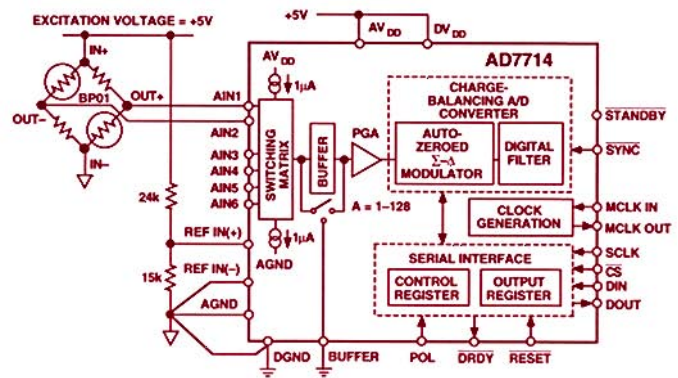 EXCITATION VOLTAGE = +5V
+5V
AVDD
DVDD
AD7714
IN+
BP01
OUT+
OUT–
IN–
AIN1
AIN2
AIN3
AIN4
AIN5
AIN6
AVDD
1μA
SWITCHING
MATRIX
1μA
AGND
BUFFER
PGA
A = 1–128
CHARGE-
BALANCING A/D
CONVERTER
AUTO-
ZEROED
Σ–Δ
MODULATOR
DIGITAL
FILTER
STANDBY
SYNC
CLOCK
GENERATION
MCLK IN
MCLK OUT
SERIAL INTERFACE
CONTROL
REGISTER
OUTPUT
REGISTER
SCLK
CS
DIN
DOUT
24k
REF IN(+)
15k
REF IN(–)
AGND
DGND
BUFFER
POL
DRDY
RESET